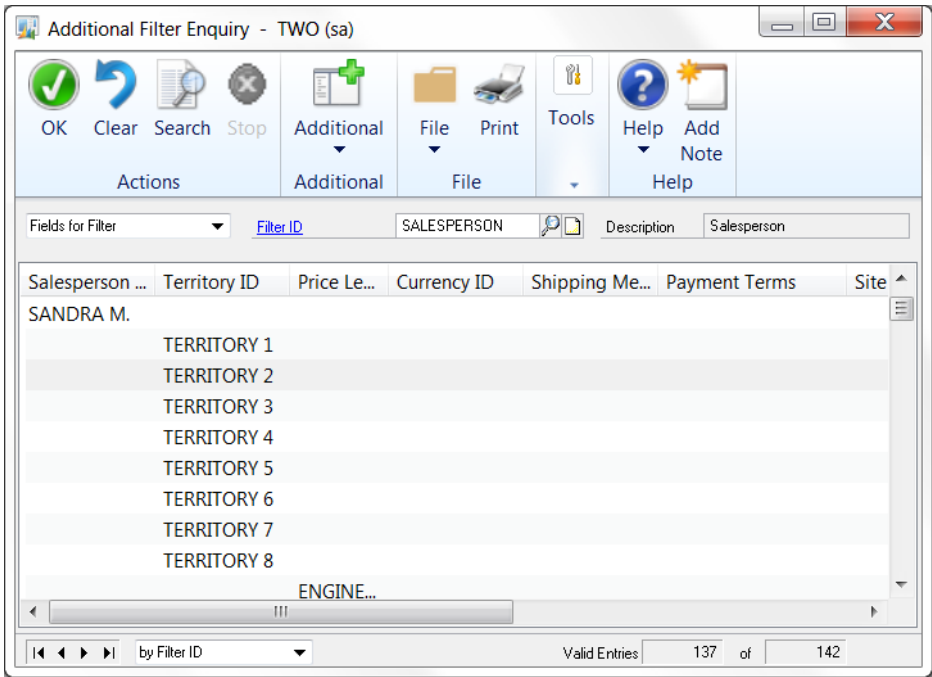 Additional Filter Enquiry - TWO (sa)
OK Clear Search Stop Additional File Print Tools Help Add Note
Actions Additional File Help
Fields for Filter Filter ID SALESPERSON Description Salesperson
Salesperson ... Territory ID Price Le... Currency ID Shipping Me... Payment Terms Site
SANDRA M.
TERRITORY 1
TERRITORY 2
TERRITORY 3
TERRITORY 4
TERRITORY 5
TERRITORY 6
TERRITORY 7
TERRITORY 8
ENGINE...
by Filter ID Valid Entries 137 of 142